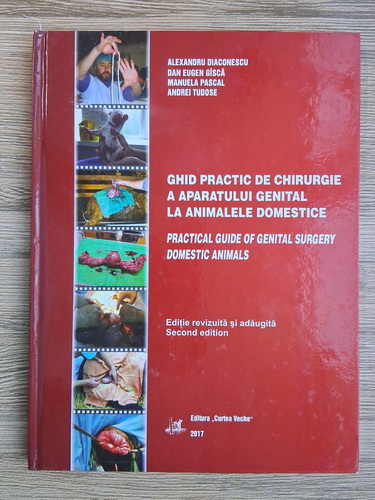 ALEXANDRU DIACONESCU
DAN EUGEN GÎSCĂ
MANUELA PASCAL
ANDREI TUDOSE
GHID PRACTIC DE CHIRURGIE
A APARATULUI GENITAL
LA ANIMALELE DOMESTICE
PRACTICAL GUIDE OF GENITAL SURGERY
DOMESTIC ANIMALS
Ediție revizuită și adăugită
Second edition
Editura „Curtea Veche"
2017